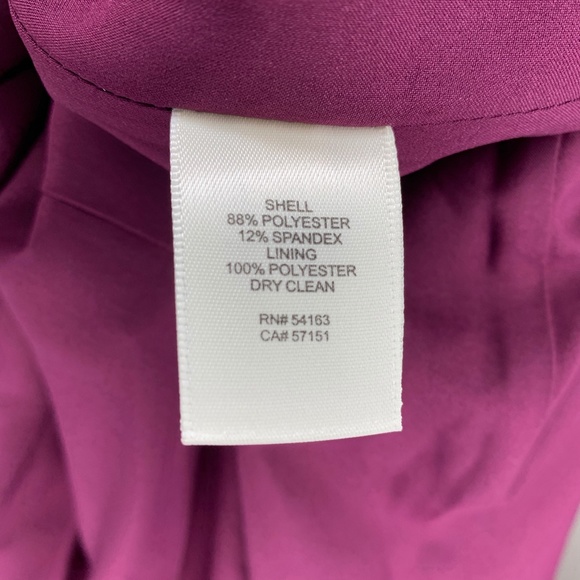 SHELL
88% POLYESTER
12% SPANDEX
LINING
100% POLYESTER
DRY CLEAN
RN# 54163
CA# 57151